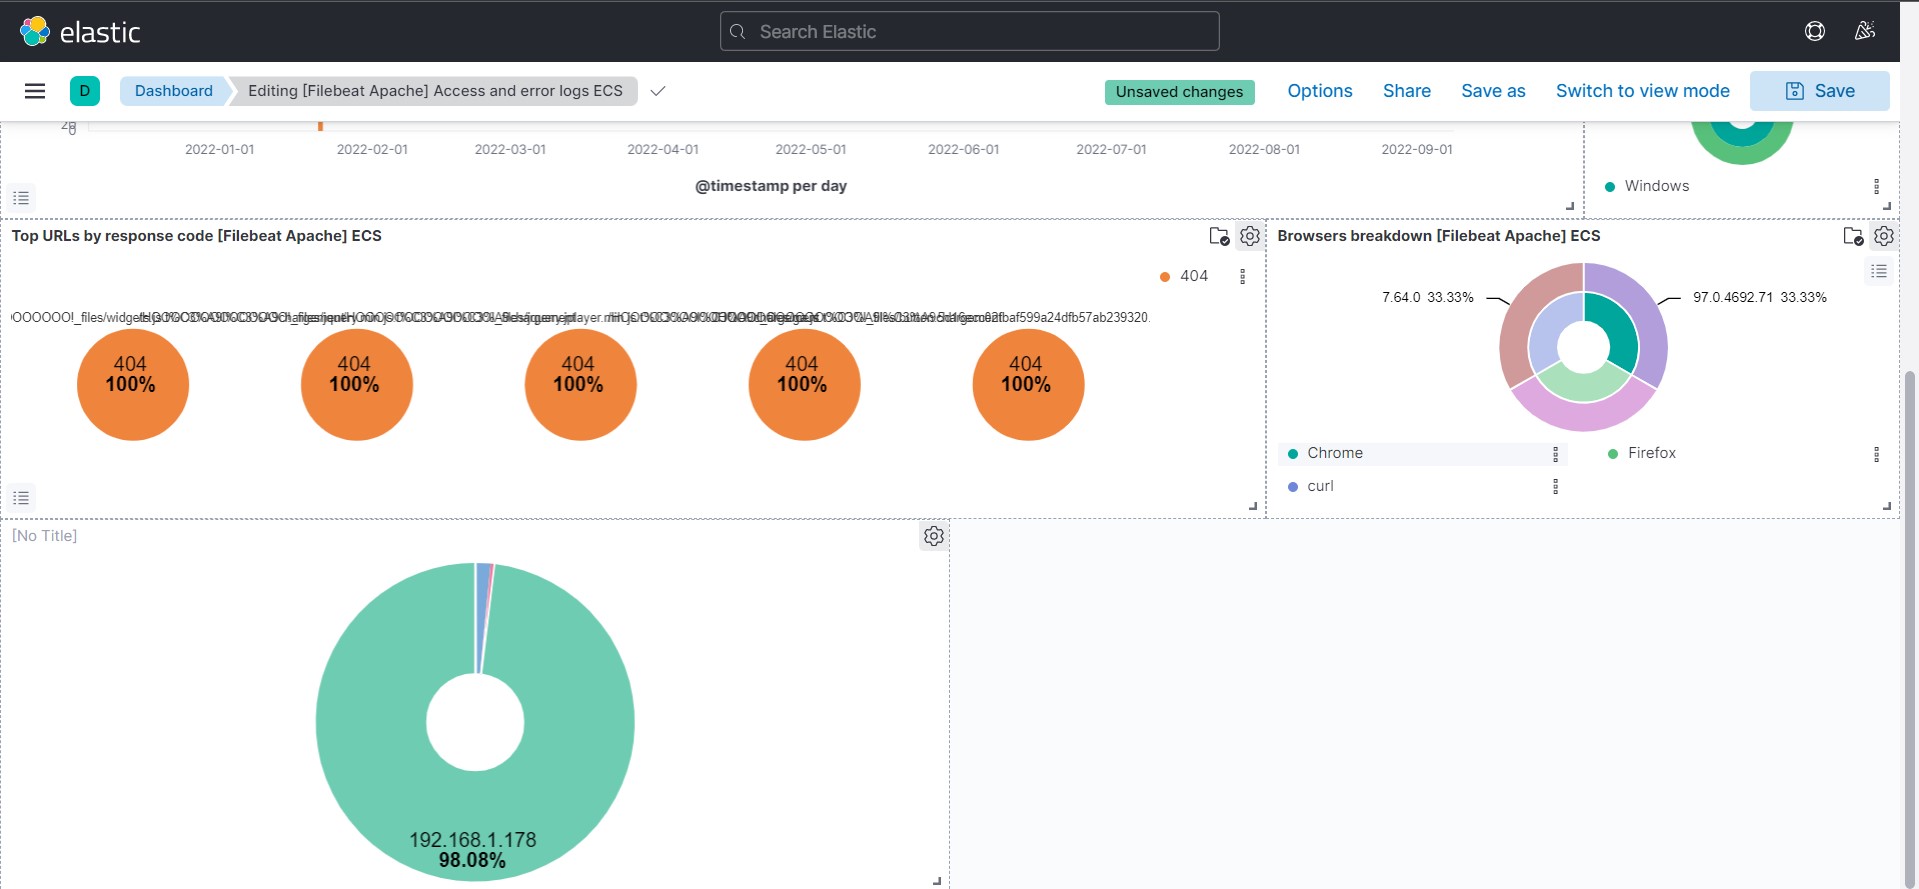 elastic
Search Elastic
D
Dashboard
Editing [Filebeat Apache] Access and error logs ECS
Unsaved changes
Options
Share
Save as
Switch to view mode
Save
2022-01-01
2022-02-01
2022-03-01
2022-04-01
2022-05-01
2022-06-01
2022-07-01
2022-08-01
2022-09-01
@timestamp per day
Windows
Top URLs by response code [Filebeat Apache] ECS
404
404
100%
404
100%
404
100%
404
100%
404
100%
Browsers breakdown [Filebeat Apache] ECS
7.64.0 33.33%
97.0.4692.71 33.33%
Chrome
Firefox
curl
[No Title]
192.168.1.178
98.08%